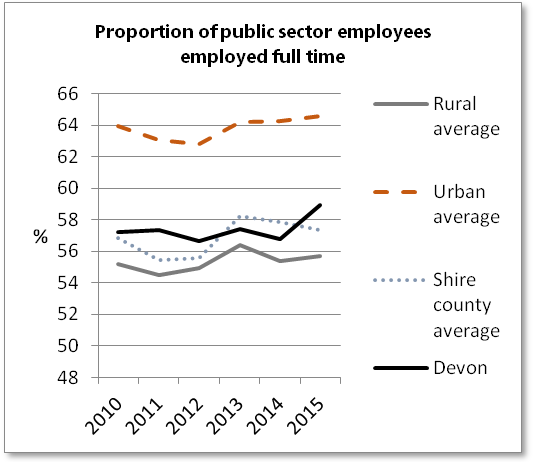 Proportion of public sector employees
employed full time
66
64
62
60
58
56
54
52
50
48
%
2010
2011
2012
2013
2014
2015
Rural
average
Urban
average
Shire
county
average
Devon